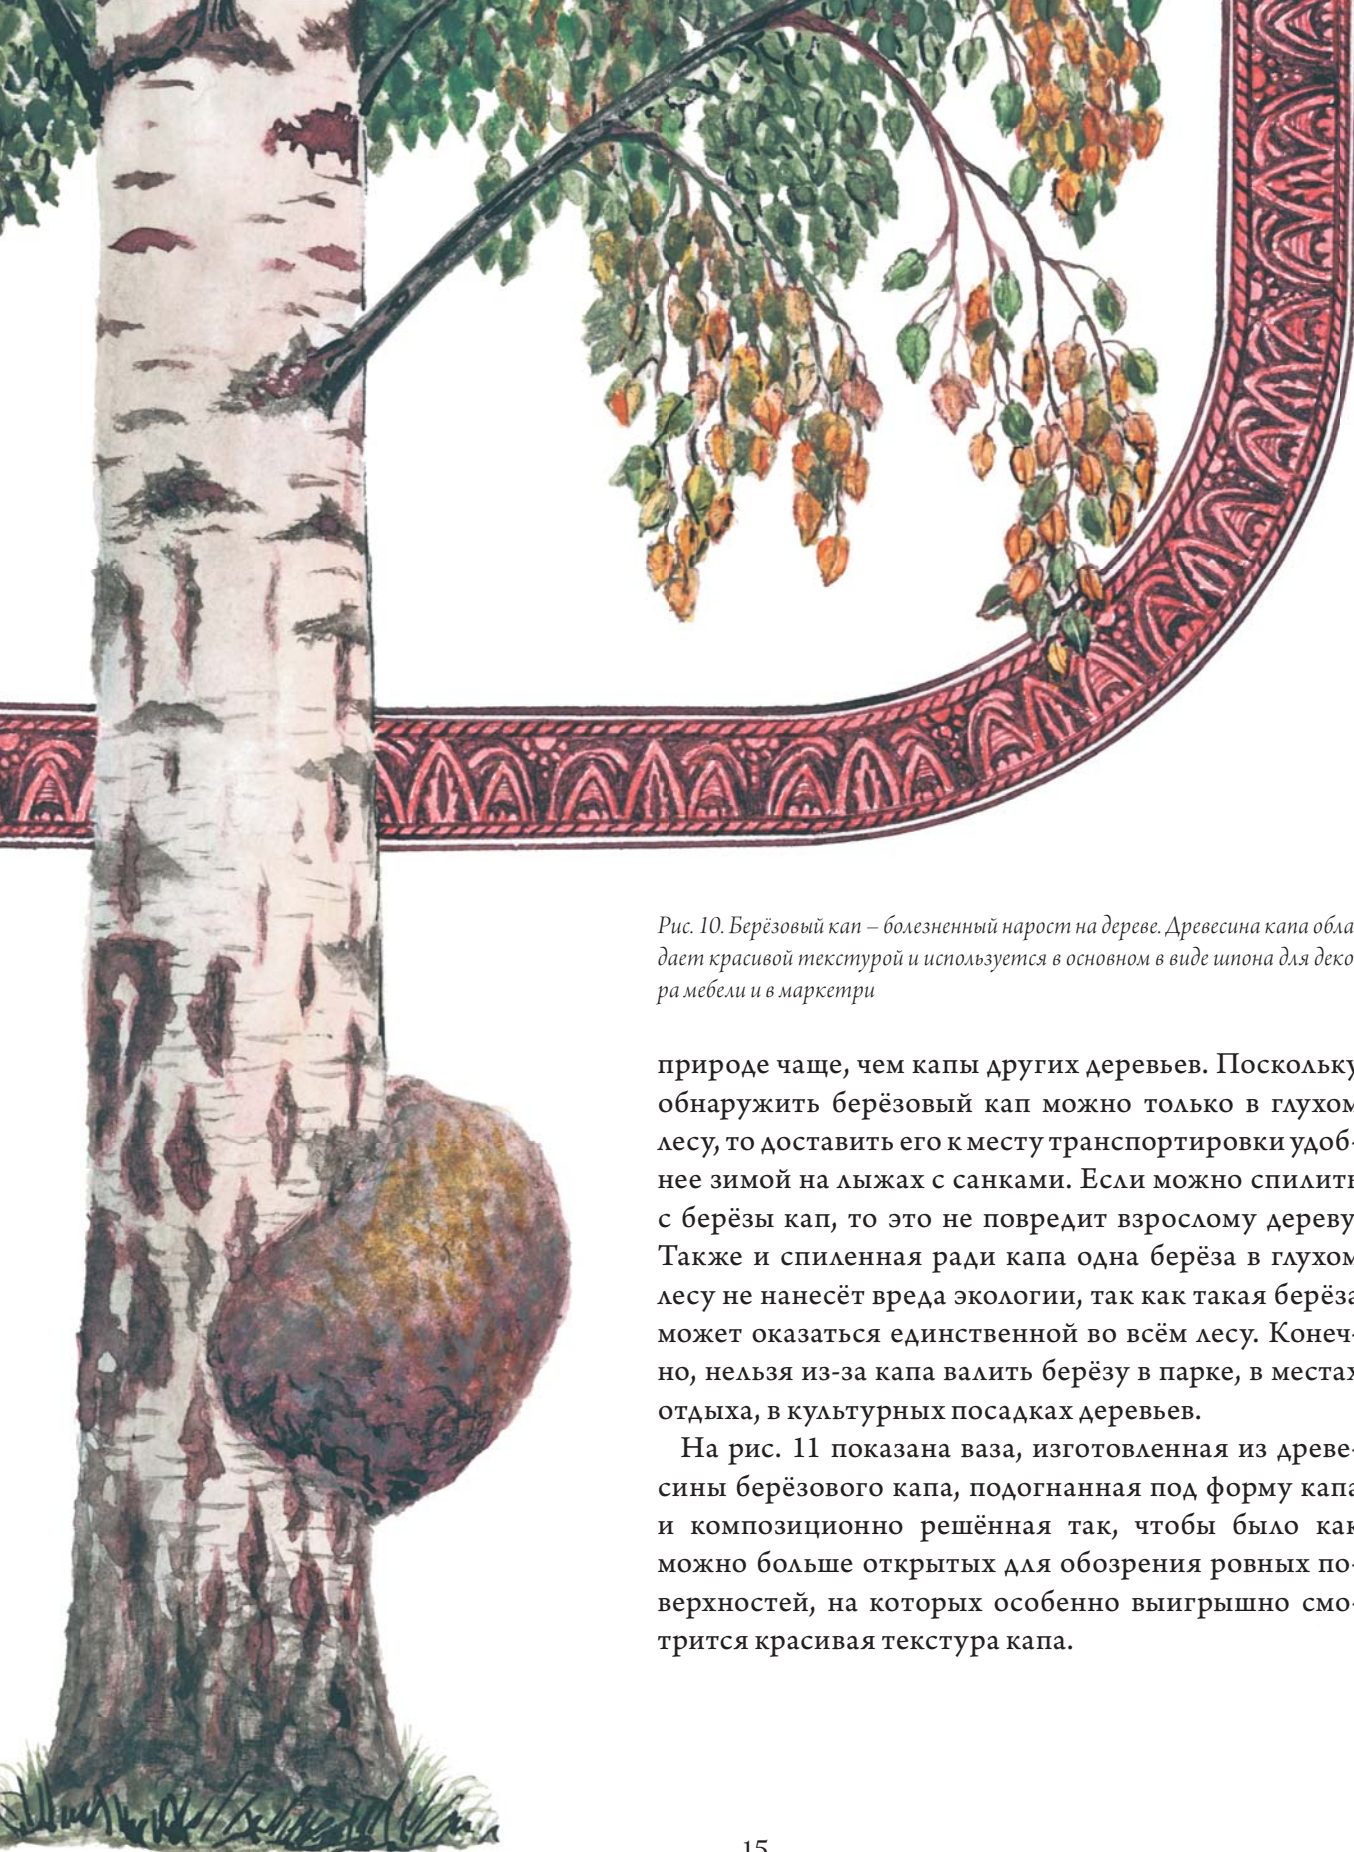 Рис. 10. Берёзовый кап – болезненный нарост на дереве. Древесина капа обла
дает красивой текстурой и используется в основном в виде шпона для деко
ра мебели и в маркетри
природе чаще, чем капы других деревьев. Поскольку
обнаружить берёзовый кап можно только в глухом
лесу, то доставить его к месту транспортировки удоб-
нее зимой на лыжах с санками. Если можно спилить
с берёзы кап, то это не повредит взрослому дереву
Также и спиленная ради капа одна берёза в глухом
лесу не нанесёт вреда экологии, так как такая берёза
может оказаться единственной во всём лесу. Конеч-
но, нельзя из-за капа валить берёзу в парке, в местах
отдыха, в культурных посадках деревьев.
На рис. 11 показана ваза, изготовленная из древе-
сины берёзового капа, подогнанная под форму капа
и композиционно решённая так, чтобы было как
можно больше открытых для обозрения ровных по-
верхностей, на которых особенно выигрышно смо-
трится красивая текстура капа.
15